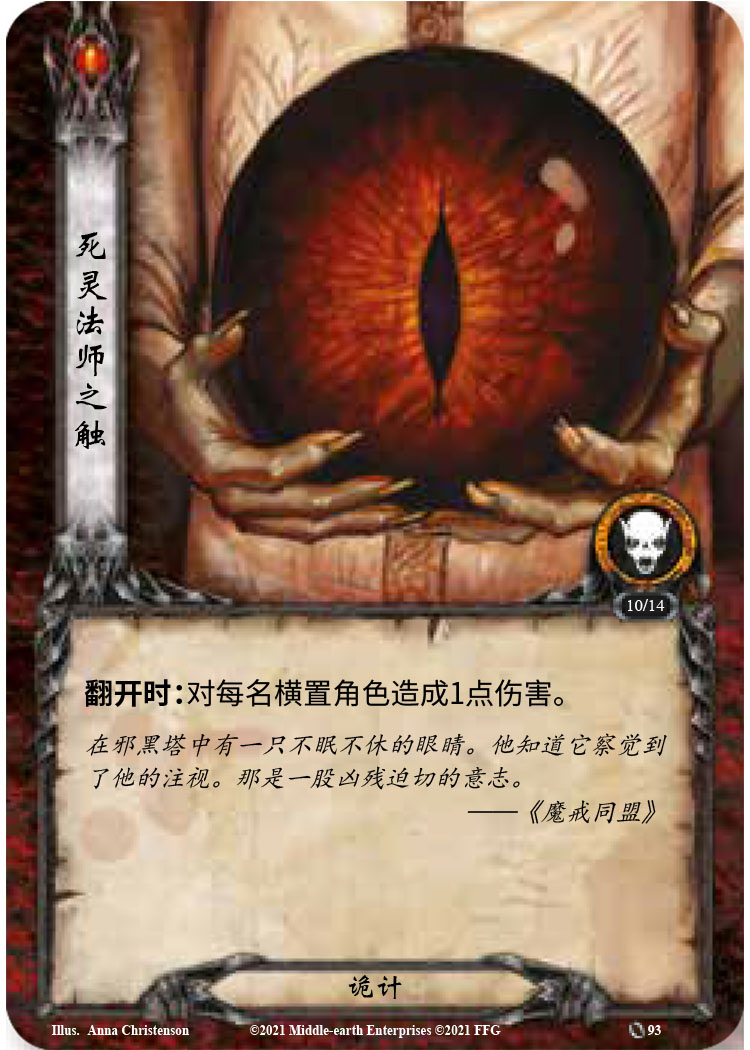 死灵法师之触
10/14
翻开时：对每名横置角色造成1点伤害。
在邪黑塔中有一只不眠不休的眼睛。他知道它察觉到
了他的注视。那是一股凶残迫切的意志。
——《魔戒同盟》
诡计
Illus. Anna Christenson ©2021 Middle-earth Enterprises ©2021 FFG 93